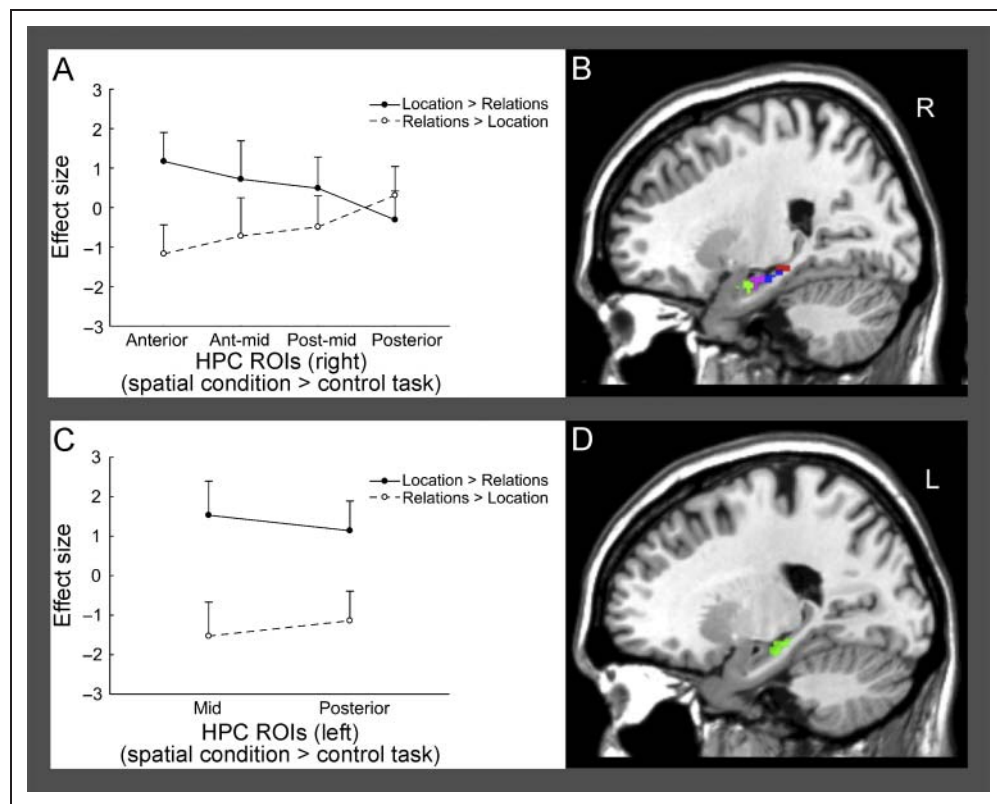 A
3
2
1
0
−1
−2
−3
Effect size
Location > Relations
Relations > Location
Anterior Ant-mid Post-mid Posterior
HPC ROIs (right)
(spatial condition > control task)
B
R
C
3
2
1
0
−1
−2
−3
Effect size
Location > Relations
Relations > Location
Mid Posterior
HPC ROIs (left)
(spatial condition > control task)
D
L